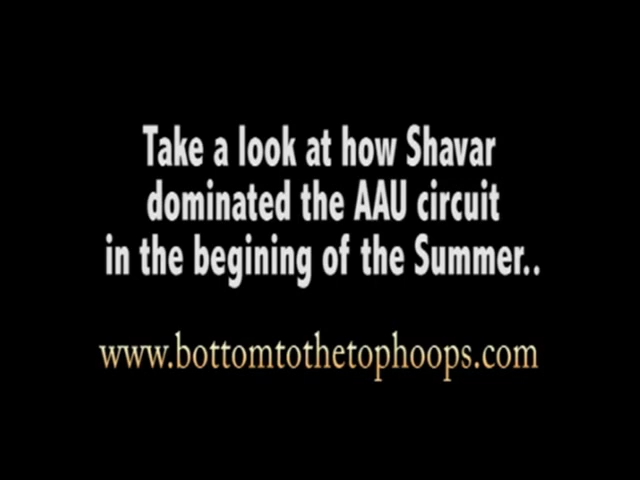 Take a look at how Shavar
dominated the AAU circuit
in the begining of the Summer..
www.bottomtothetophoops.com